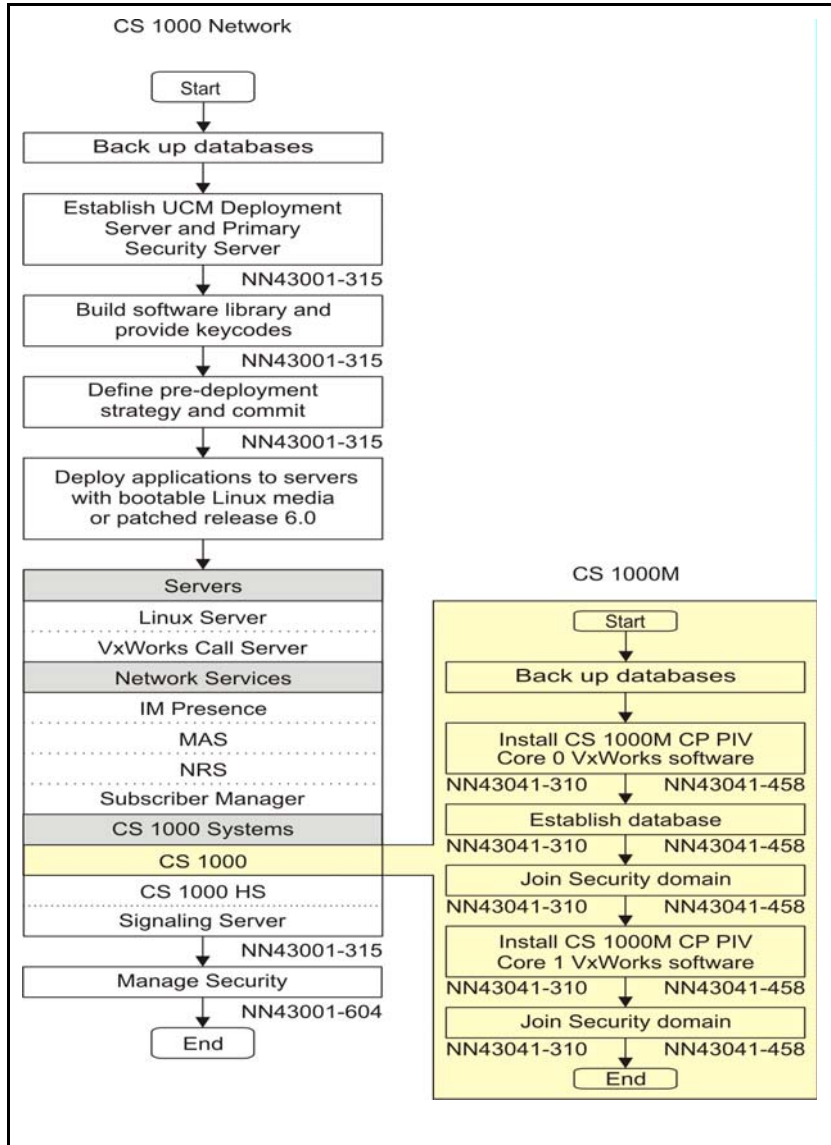 CS 1000 Network
Start
Back up databases
Establish UCM Deployment
Server and Primary
Security Server
NN43001-315
Build software library and
provide keycodes
NN43001-315
Define pre-deployment
strategy and commit
NN43001-315
Deploy applications to servers
with bootable Linux media
or patched release 6.0
Servers
Linux Server
VxWorks Call Server
Network Services
IM Presence
MAS
NRS
Subscriber Manager
CS 1000 Systems
CS 1000
CS 1000 HS
Signaling Server
NN43001-315
Manage Security
NN43001-604
End
CS 1000M
Start
Back up databases
Install CS 1000M CP PIV
Core 0 VxWorks software
NN43041-310 NN43041-458
Establish database
NN43041-310 NN43041-458
Join Security domain
NN43041-310 NN43041-458
Install CS 1000M CP PIV
Core 1 VxWorks software
NN43041-310 NN43041-458
Join Security domain
NN43041-310 NN43041-458
End